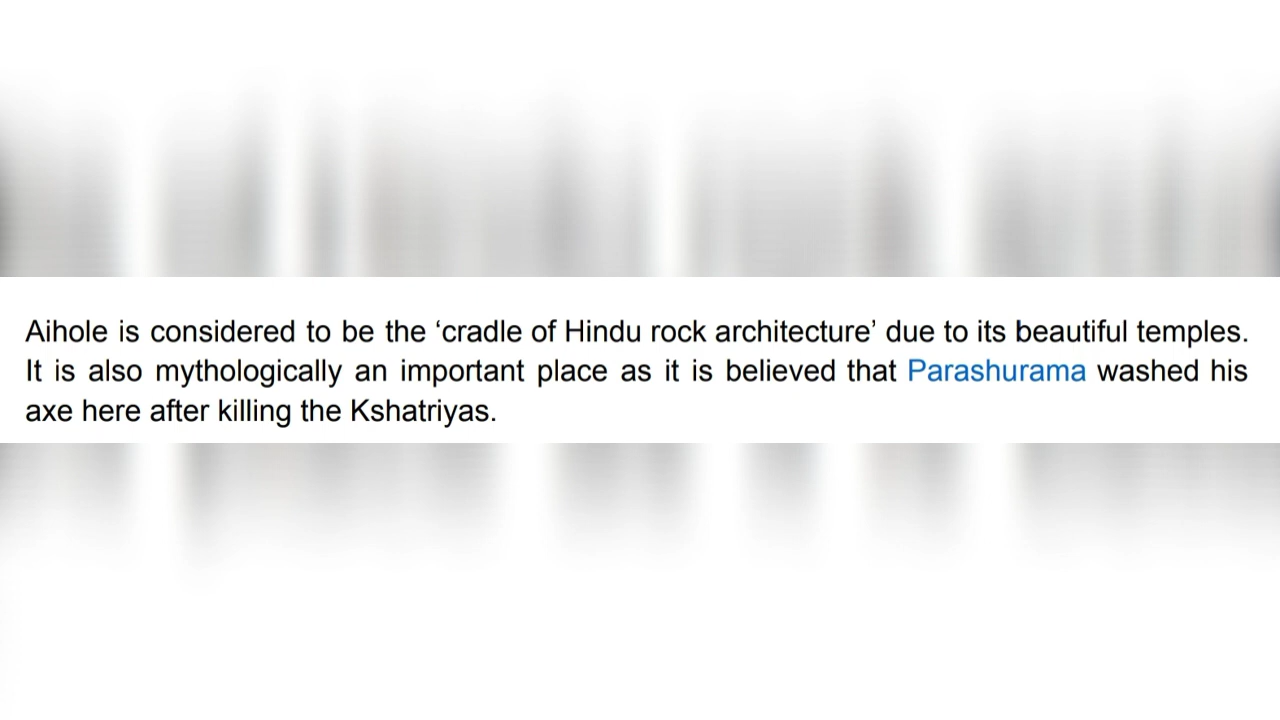 Aihole is considered to be the ‘cradle of Hindu rock architecture’ due to its beautiful temples.
It is also mythologically an important place as it is believed that Parashurama washed his
axe here after killing the Kshatriyas.